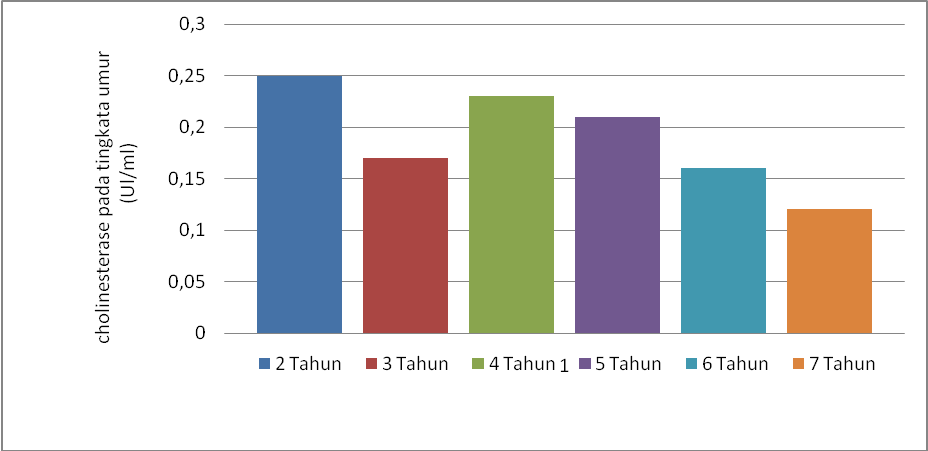 cholinesterase pada tingkata umur
(UI/ml)
0,3
0,25
0,2
0,15
0,1
0,05
0
2 Tahun 3 Tahun 4 Tahun 1 5 Tahun 6 Tahun 7 Tahun